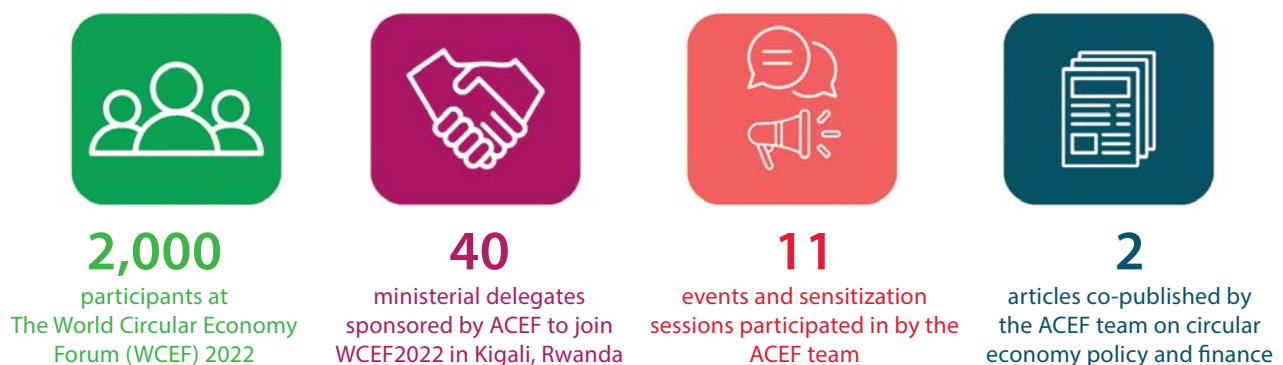 2,000
participants at
The World Circular Economy
Forum (WCEF) 2022
40
ministerial delegates
sponsored by ACEF to join
WCEF2022 in Kigali, Rwanda
11
events and sensitization
sessions participated in by the
ACEF team
2
articles co-published by
the ACEF team on circular
economy policy and finance